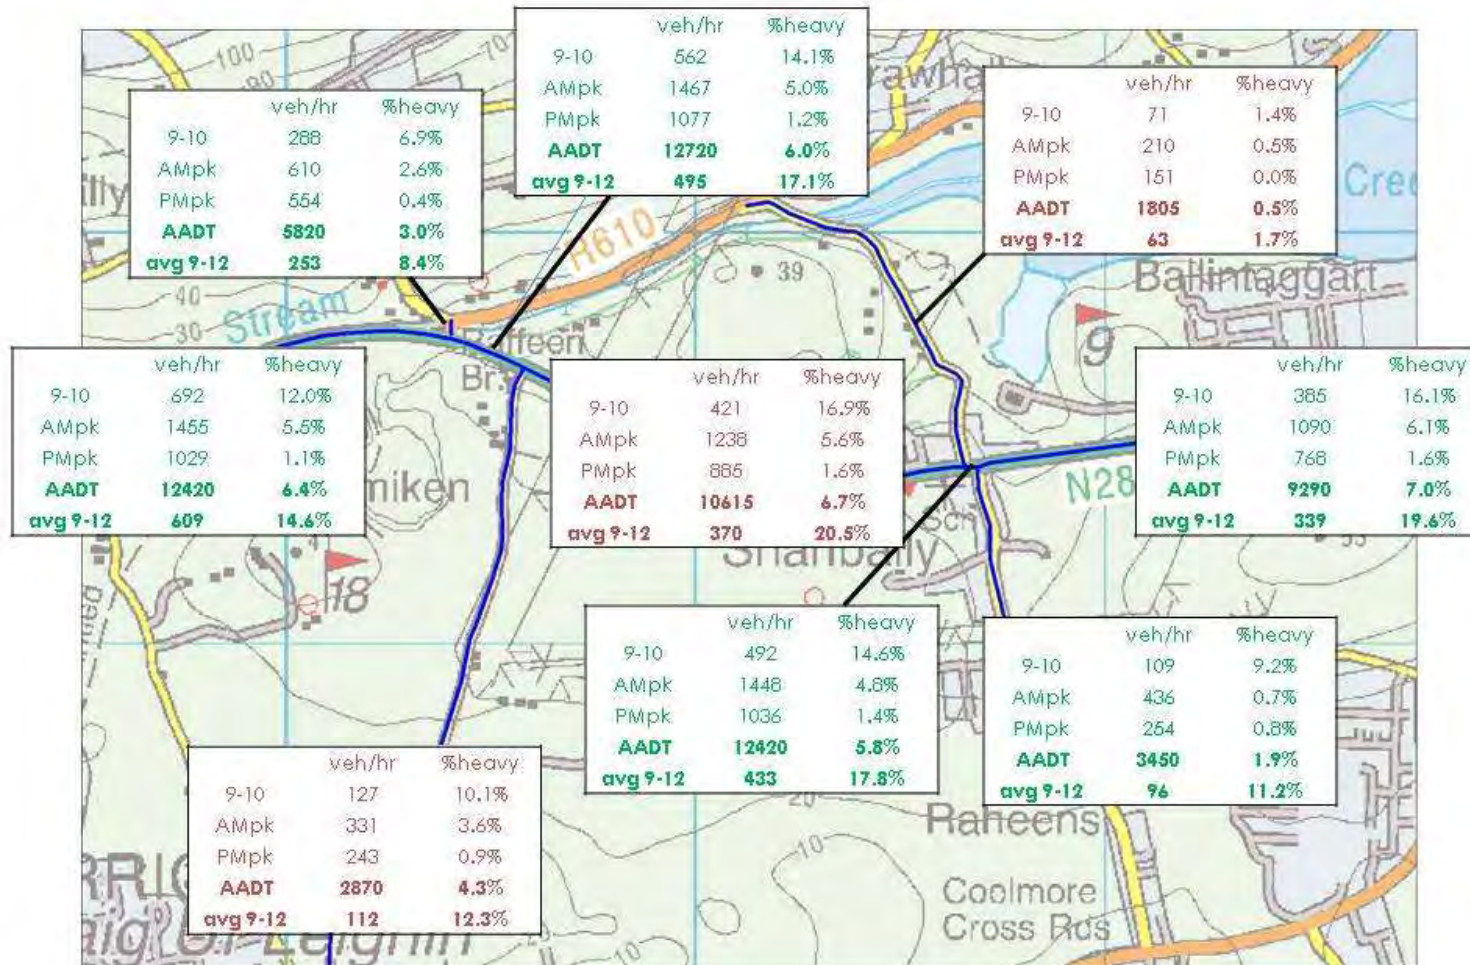 veh/hr %heavy
9-10 562 14.1%
AMpk 1467 5.0%
PMpk 1077 1.2%
AADT 12720 6.0%
avg 9-12 495 17.1%
veh/hr %heavy
9-10 288 6.9%
AMpk 610 2.6%
PMpk 554 0.4%
AADT 5820 3.0%
avg 9-12 253 8.4%
veh/hr %heavy
9-10 71 1.4%
AMpk 210 0.5%
PMpk 151 0.0%
AADT 1805 0.5%
avg 9-12 63 1.7%
100
70
R610
39
Ballintaggart
40
30
Stream
Br.
9
veh/hr %heavy
9-10 692 12.0%
AMpk 1455 5.5%
PMpk 1029 1.1%
AADT 12420 6.4%
avg 9-12 609 14.6%
veh/hr %heavy
9-10 421 16.9%
AMpk 1238 5.6%
PMpk 885 1.6%
AADT 10615 6.7%
avg 9-12 370 20.5%
veh/hr %heavy
9-10 385 16.1%
AMpk 1090 6.1%
PMpk 768 1.6%
AADT 9290 7.0%
avg 9-12 339 19.6%
niken
N28
Sch
Shanbally
18
veh/hr %heavy
9-10 492 14.6%
AMpk 1448 4.8%
PMpk 1036 1.4%
AADT 12420 5.8%
avg 9-12 433 17.8%
veh/hr %heavy
9-10 109 9.2%
AMpk 436 0.7%
PMpk 254 0.8%
AADT 3450 1.9%
avg 9-12 96 11.2%
veh/hr %heavy
9-10 127 10.1%
AMpk 331 3.6%
PMpk 243 0.9%
AADT 2870 4.3%
avg 9-12 112 12.3%
20
Raheens
10
Coolmore
Cross Rds
10